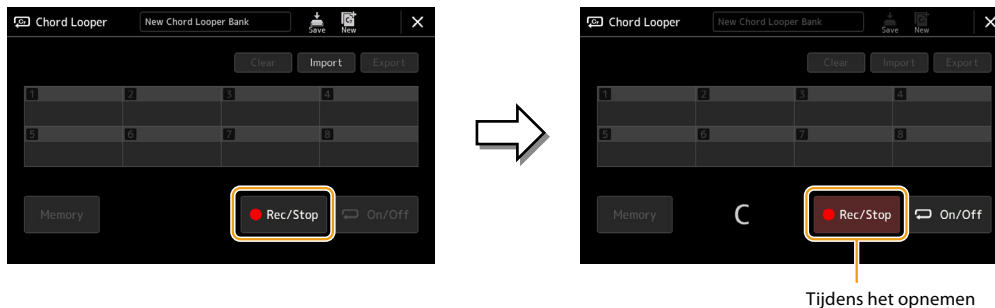 Chord Looper New Chord Looper Bank Save New
Clear Import Export
1 2 3 4
5 6 7 8
Memory Rec/Stop On/Off
Chord Looper New Chord Looper Bank Save New
Clear Import Export
1 2 3 4
5 6 7 8
Memory C Rec/Stop On/Off
Tijdens het opnemen